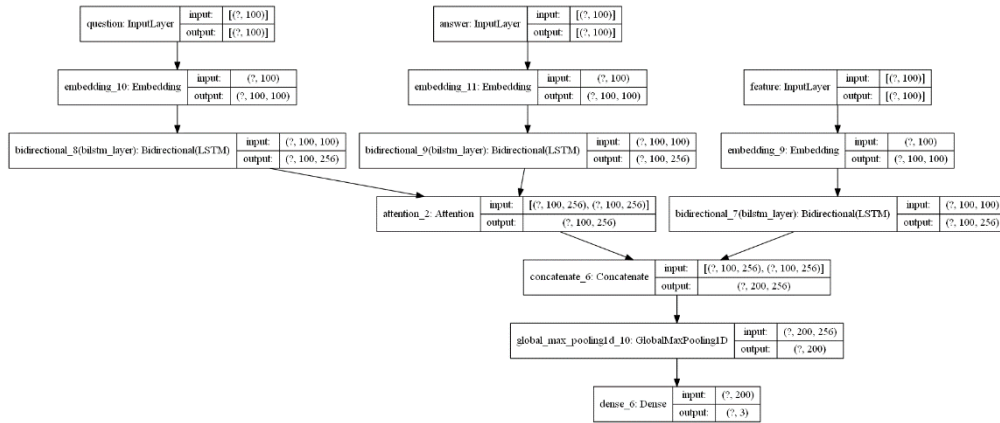 question: InputLayer input: [(?, 100)]
output: [(?, 100)]
answer: InputLayer input: [(?, 100)]
output: [(?, 100)]
embedding_10: Embedding input: (?, 100)
output: (?, 100, 100)
embedding_11: Embedding input: (?, 100)
output: (?, 100, 100)
feature: InputLayer input: [(?, 100)]
output: [(?, 100)]
bidirectional_8(bilstm_layer): Bidirectional(LSTM) input: (?, 100, 100)
output: (?, 100, 256)
bidirectional_9(bilstm_layer): Bidirectional(LSTM) input: (?, 100, 100)
output: (?, 100, 256)
embedding_9: Embedding input: (?, 100)
output: (?, 100, 100)
attention_2: Attention input: [(?, 100, 256), (?, 100, 256)]
output: (?, 100, 256)
bidirectional_7(bilstm_layer): Bidirectional(LSTM) input: (?, 100, 100)
output: (?, 100, 256)
concatenate_6: Concatenate input: [(?, 100, 256), (?, 100, 256)]
output: (?, 200, 256)
global_max_pooling1d_10: GlobalMaxPooling1D input: (?, 200, 256)
output: (?, 200)
dense_6: Dense input: (?, 200)
output: (?, 3)